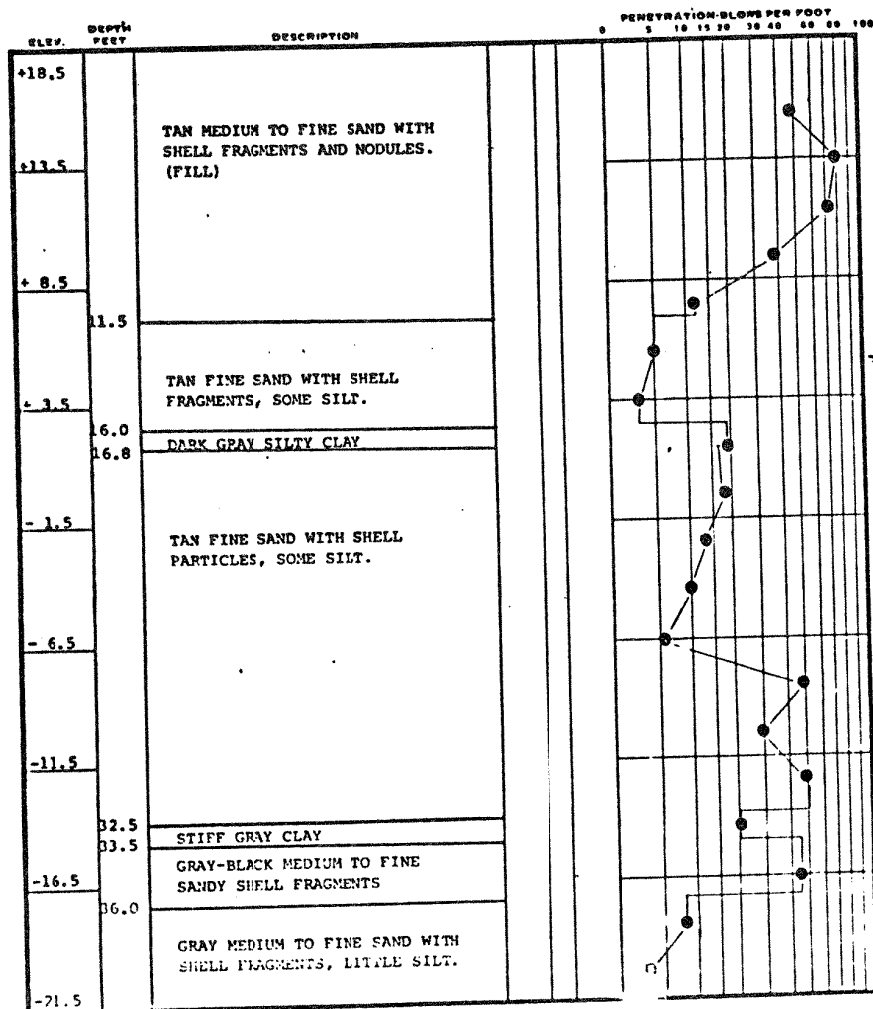 PENETRATION-BLOWS PER FOOT
ELEV. DEPTH FEET DESCRIPTION 0 5 10 15 20 30 40 60 80 100
+18.5
TAN MEDIUM TO FINE SAND WITH
SHELL FRAGMENTS AND NODULES.
+13.5 (FILL)
+ 8.5
11.5
TAN FINE SAND WITH SHELL
FRAGMENTS, SOME SILT.
+ 3.5
16.0
DARK GRAY SILTY CLAY
16.8
- 1.5
TAN FINE SAND WITH SHELL
PARTICLES, SOME SILT.
- 6.5
-11.5
32.5
STIFF GRAY CLAY
33.5
GRAY-BLACK MEDIUM TO FINE
SANDY SHELL FRAGMENTS
-16.5
36.0
GRAY MEDIUM TO FINE SAND WITH
SHELL FRAGMENTS, LITTLE SILT.
-21.5